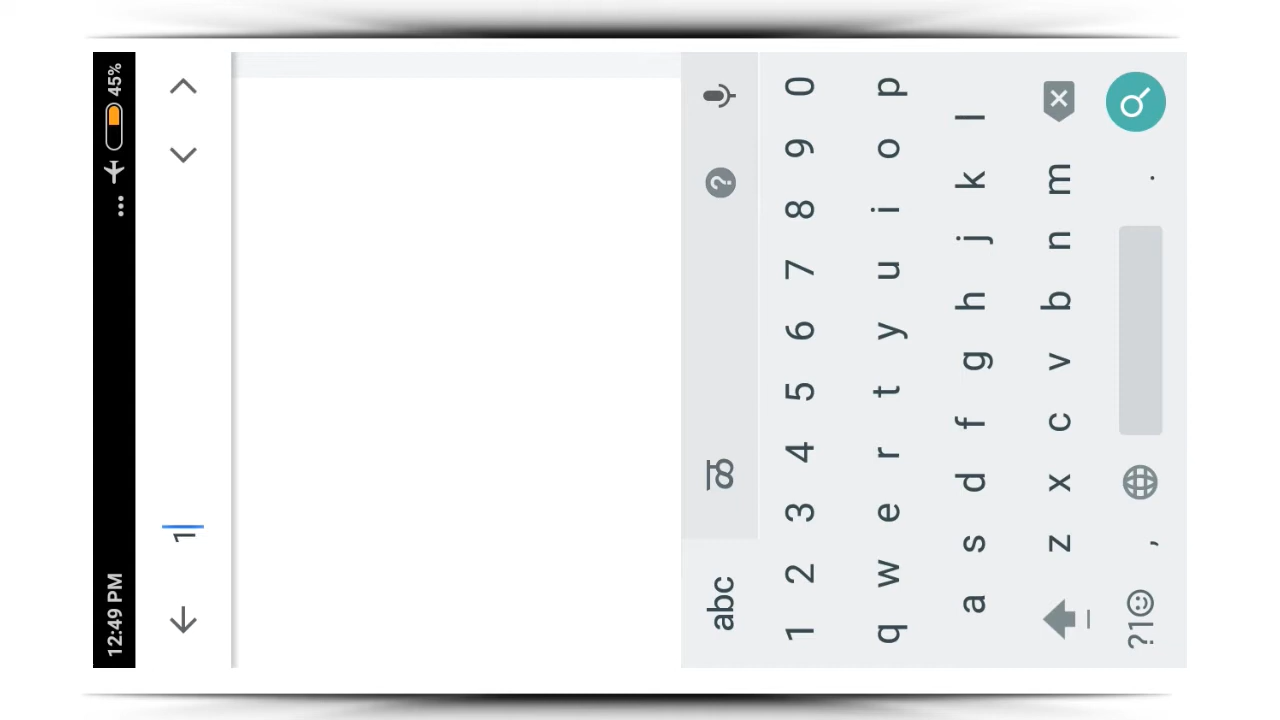 12:49 PM ... 45%
1
abc ਲ
1 2 3 4 5 6 7 8 9 0
q w e r t y u i o p
a s d f g h j k l
z x c v b n m
?1 , .